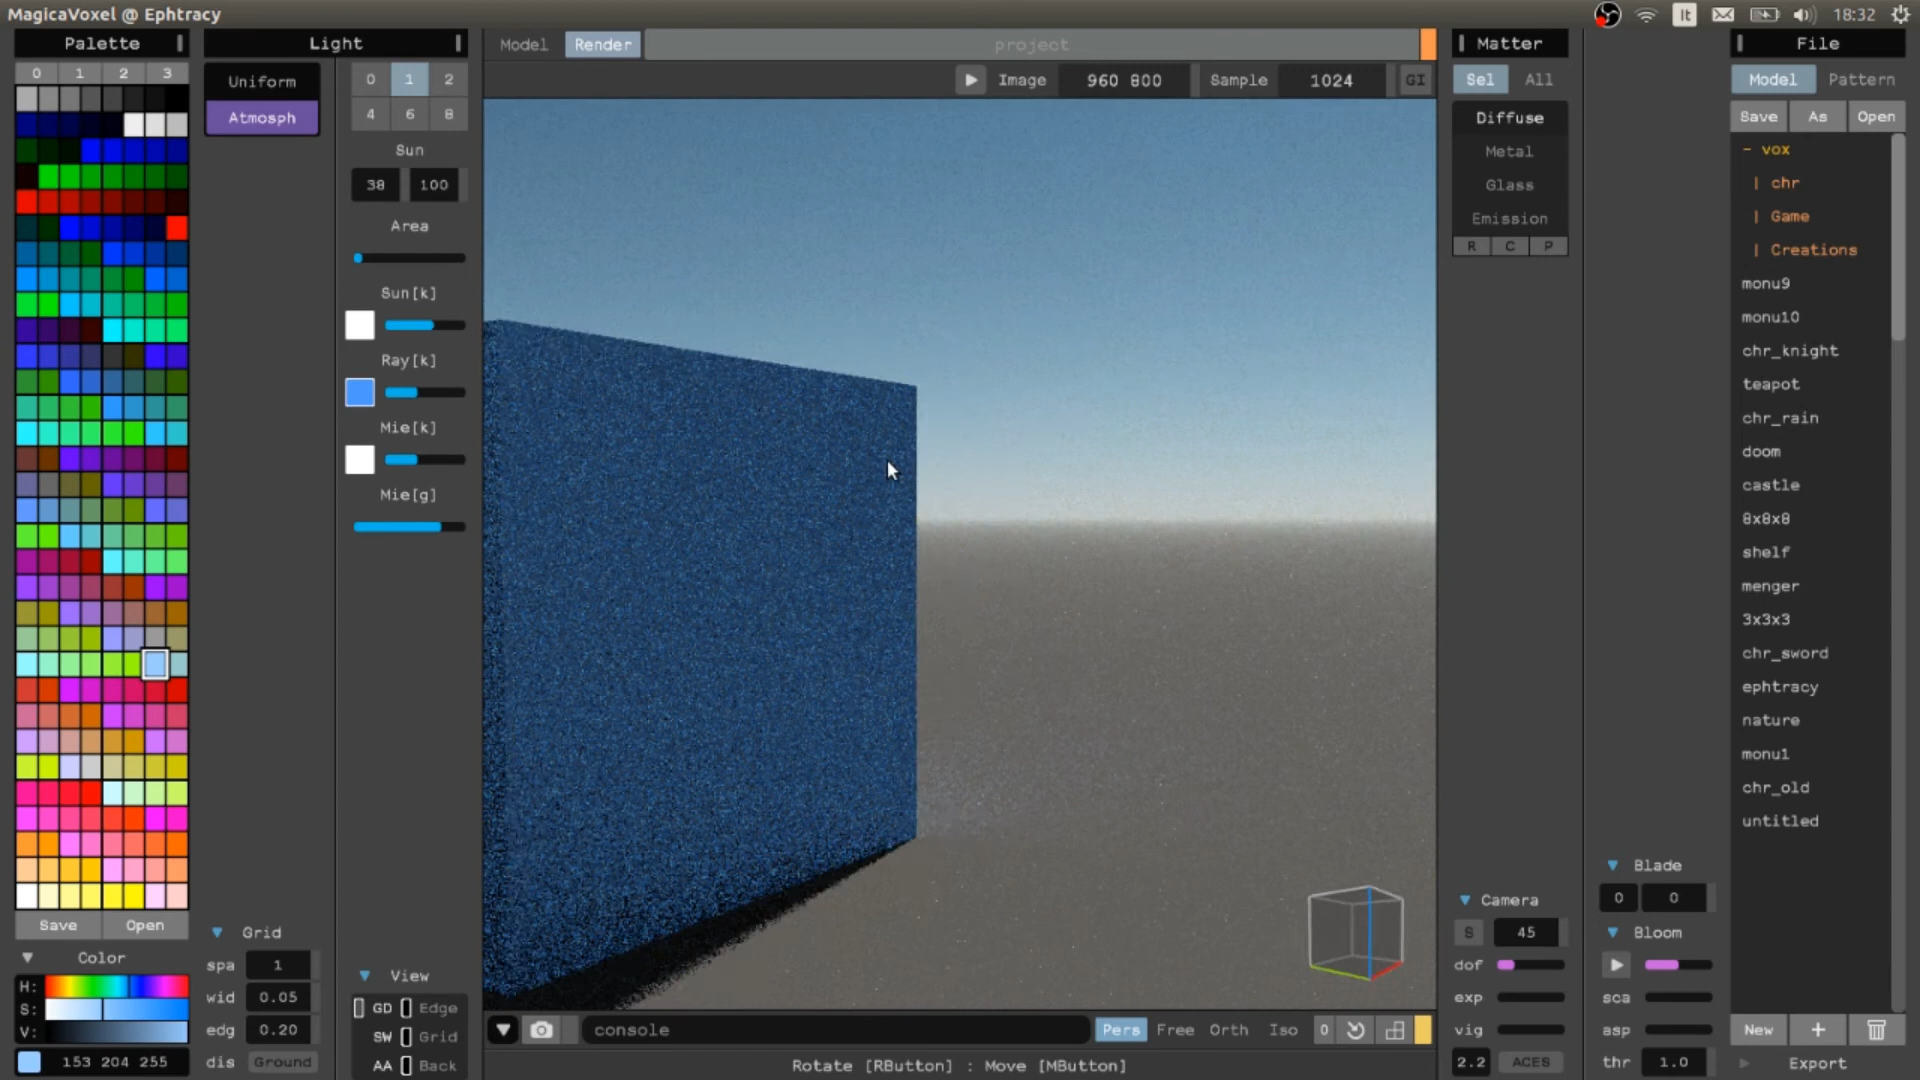 MagicaVoxel @ Ephtracy
It
18:32
Palette
Light
Model
Render
project
Matter
File
0 1 2 3
Uniform
Atmosph
0 1 2
4 6 8
Image
960 800
Sample
1024
GI
Sel
All
Model
Pattern
Save
As
Open
Sun
38
100
Area
Sun[k]
Ray[k]
Mie[k]
Mie[g]
Diffuse
Metal
Glass
Emission
R C P
- vox
| chr
| Game
| Creations
monu9
monu10
chr_knight
teapot
chr_rain
doom
castle
8x8x8
shelf
menger
3x3x3
chr_sword
ephtracy
nature
monu1
chr_old
untitled
Save
Open
Color
H:
S:
V:
153 204 255
Grid
spa 1
wid 0.05
edg 0.20
dis Ground
View
GD Edge
SW Grid
AA Back
console
Pers
Free
Orth
Iso
0
Rotate [RButton] : Move [MButton]
Camera
S 45
dof
exp
vig
2.2 ACES
Blade
0 0
Bloom
sca
asp
thr 1.0
New
+
Export